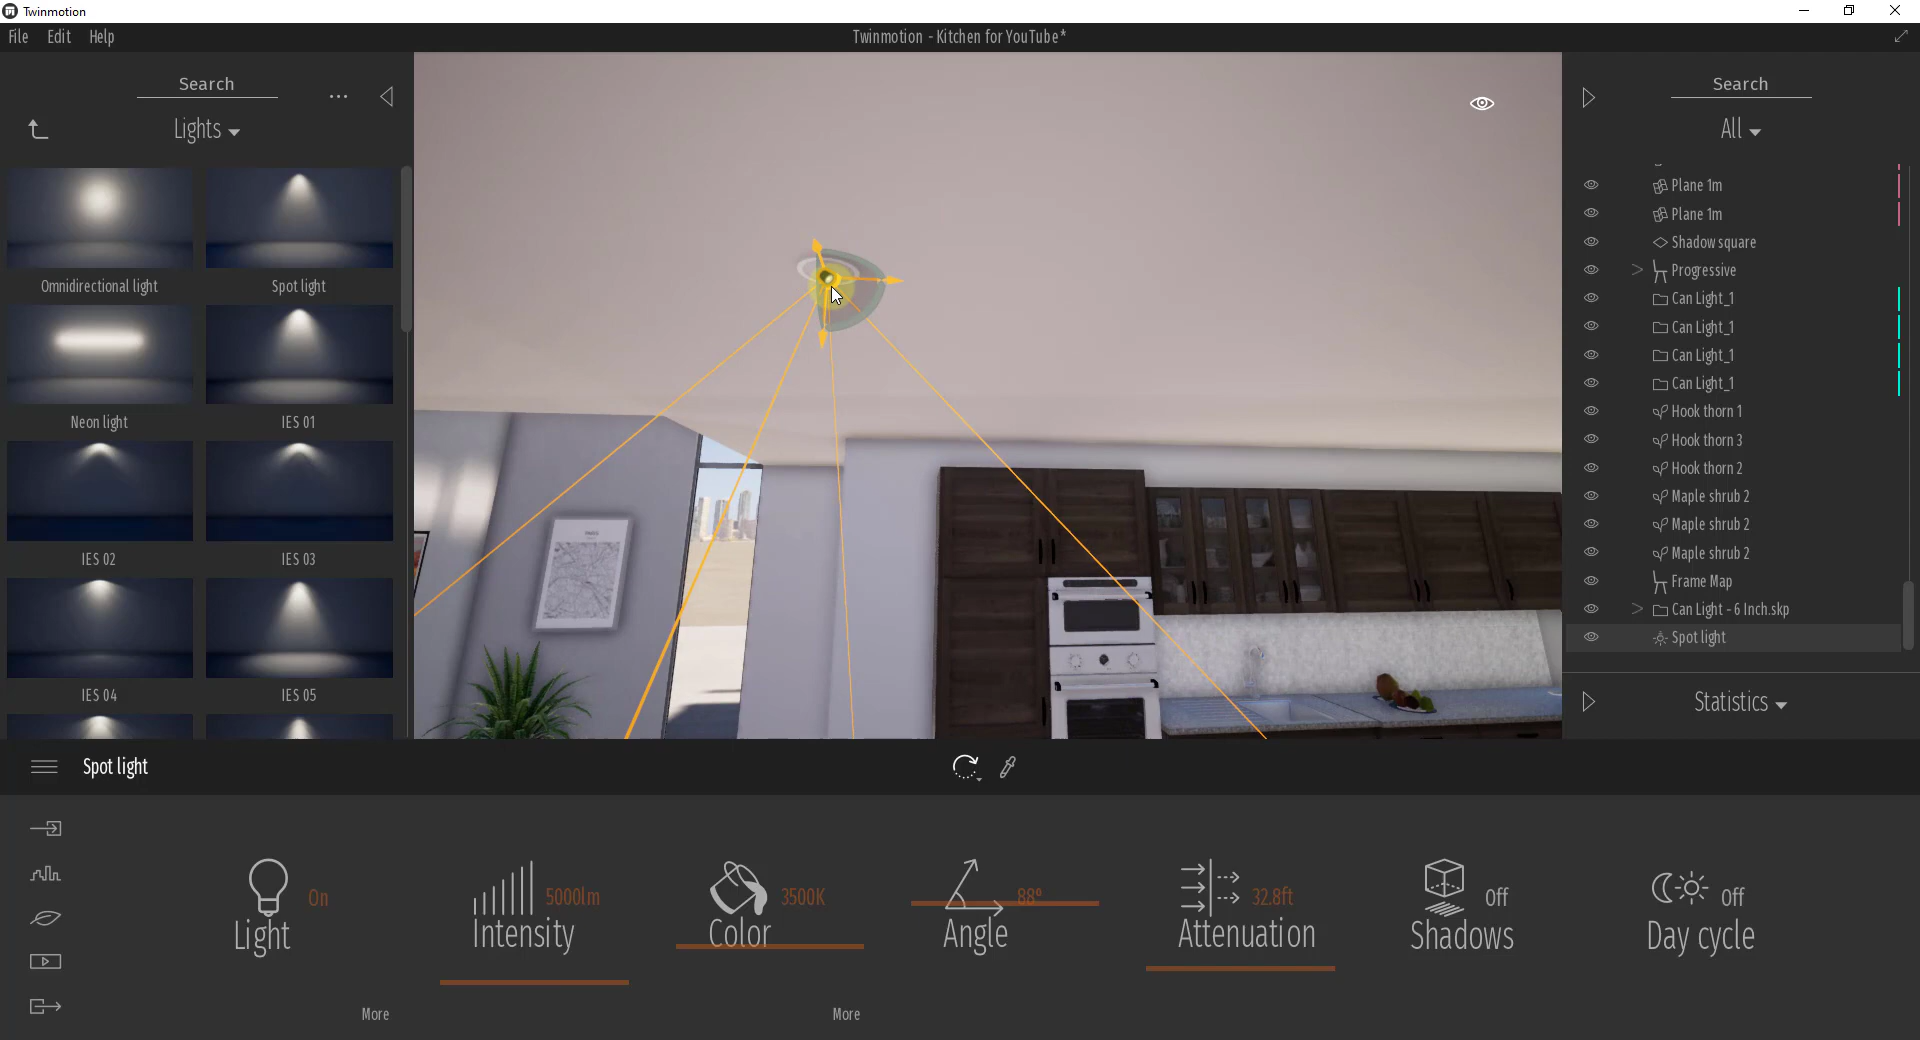 Twinmotion
File Edit Help
Twinmotion - Kitchen for YouTube*
Search
...
Lights
Omnidirectional light
Spot light
Neon light
IES 01
IES 02
IES 03
IES 04
IES 05
Search
All
Plane 1m
Plane 1m
Shadow square
> Progressive
Can Light_1
Can Light_1
Can Light_1
Can Light_1
Hook thorn 1
Hook thorn 3
Hook thorn 2
Maple shrub 2
Maple shrub 2
Maple shrub 2
Frame Map
> Can Light - 6 Inch.skp
Spot light
Statistics
Spot light
On
Light
5000lm
Intensity
3500K
Color
88°
Angle
32.8ft
Attenuation
Off
Shadows
Off
Day cycle
More
More